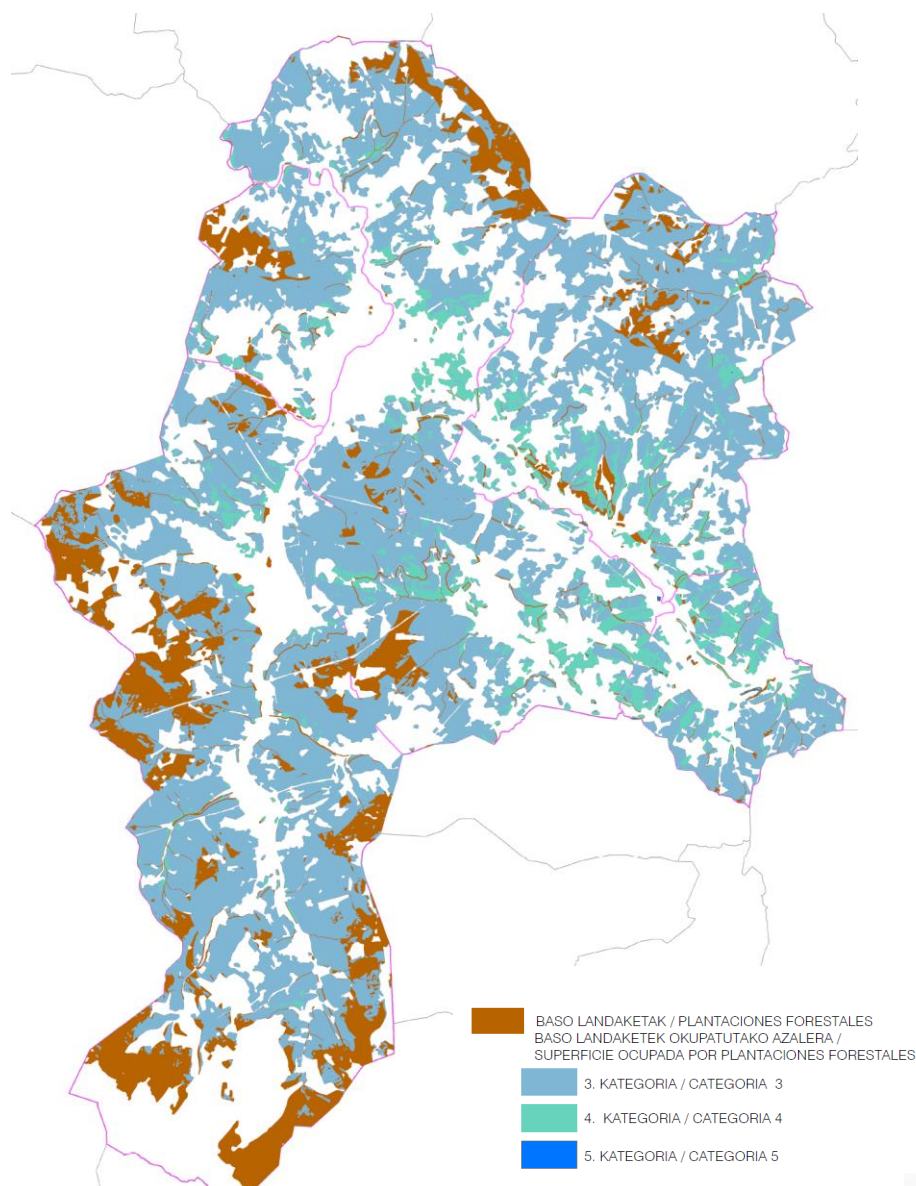 BASO LANDAKETAK / PLANTACIONES FORESTALES
BASO LANDAKETEK OKUPATUTAKO AZALERA /
SUPERFICIE OCUPADA POR PLANTACIONES FORESTALES
3. KATEGORIA / CATEGORIA 3
4. KATEGORIA / CATEGORIA 4
5. KATEGORIA / CATEGORIA 5